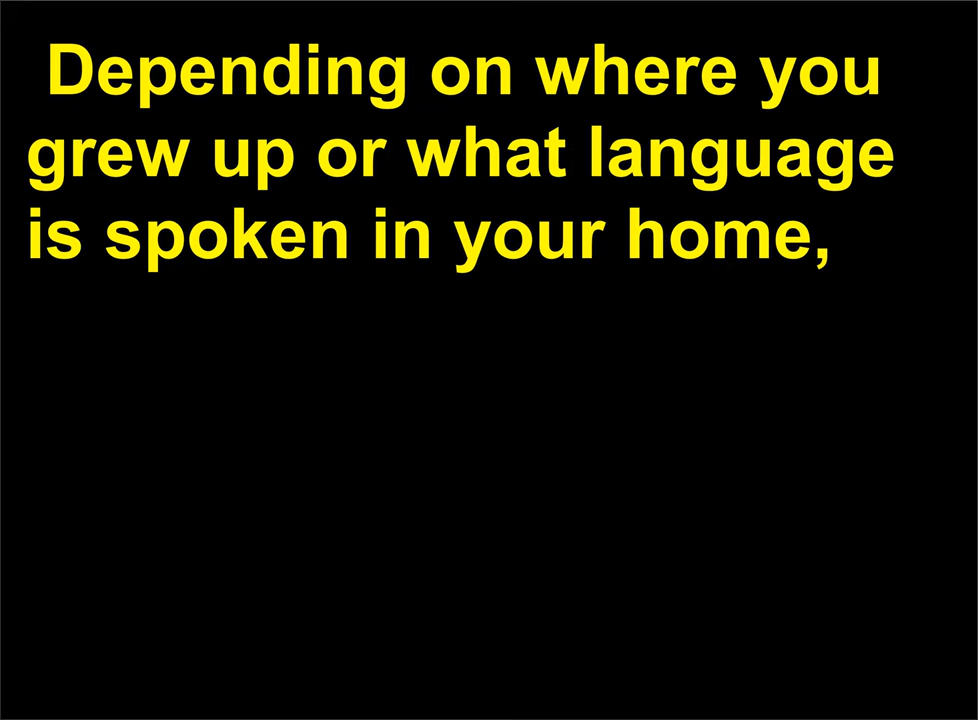 Depending on where you
grew up or what language
is spoken in your home,